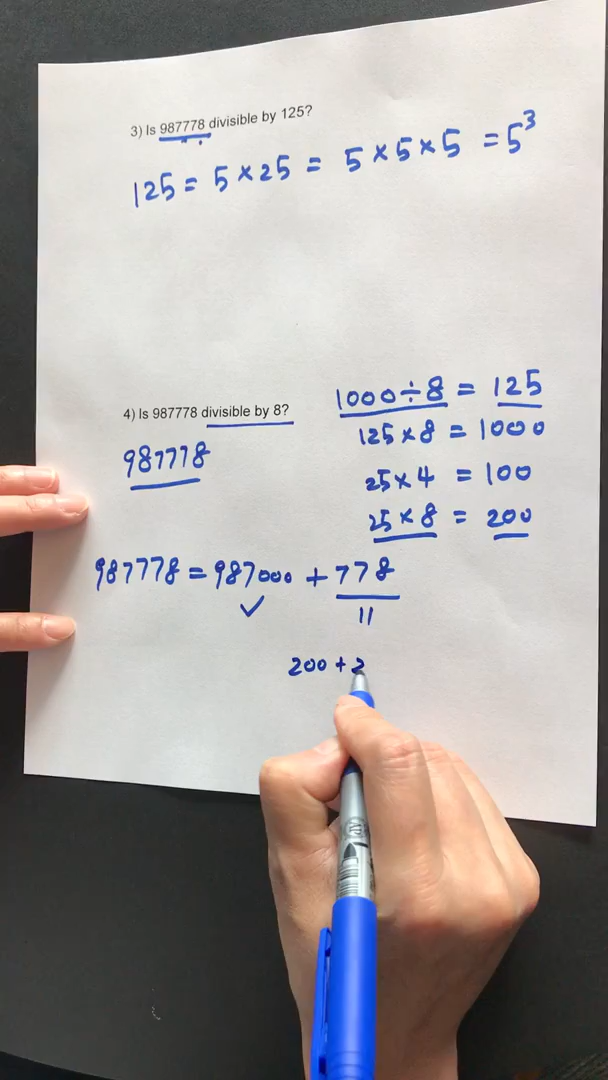 3) Is 987778 divisible by 125?
125 = 5 × 25 = 5 × 5 × 5 = 5³
4) Is 987778 divisible by 8?
987778
1000 ÷ 8 = 125
125 × 8 = 1000
25 × 4 = 100
25 × 8 = 200
987778 = 987000 + 778
✓
11
200 + 2